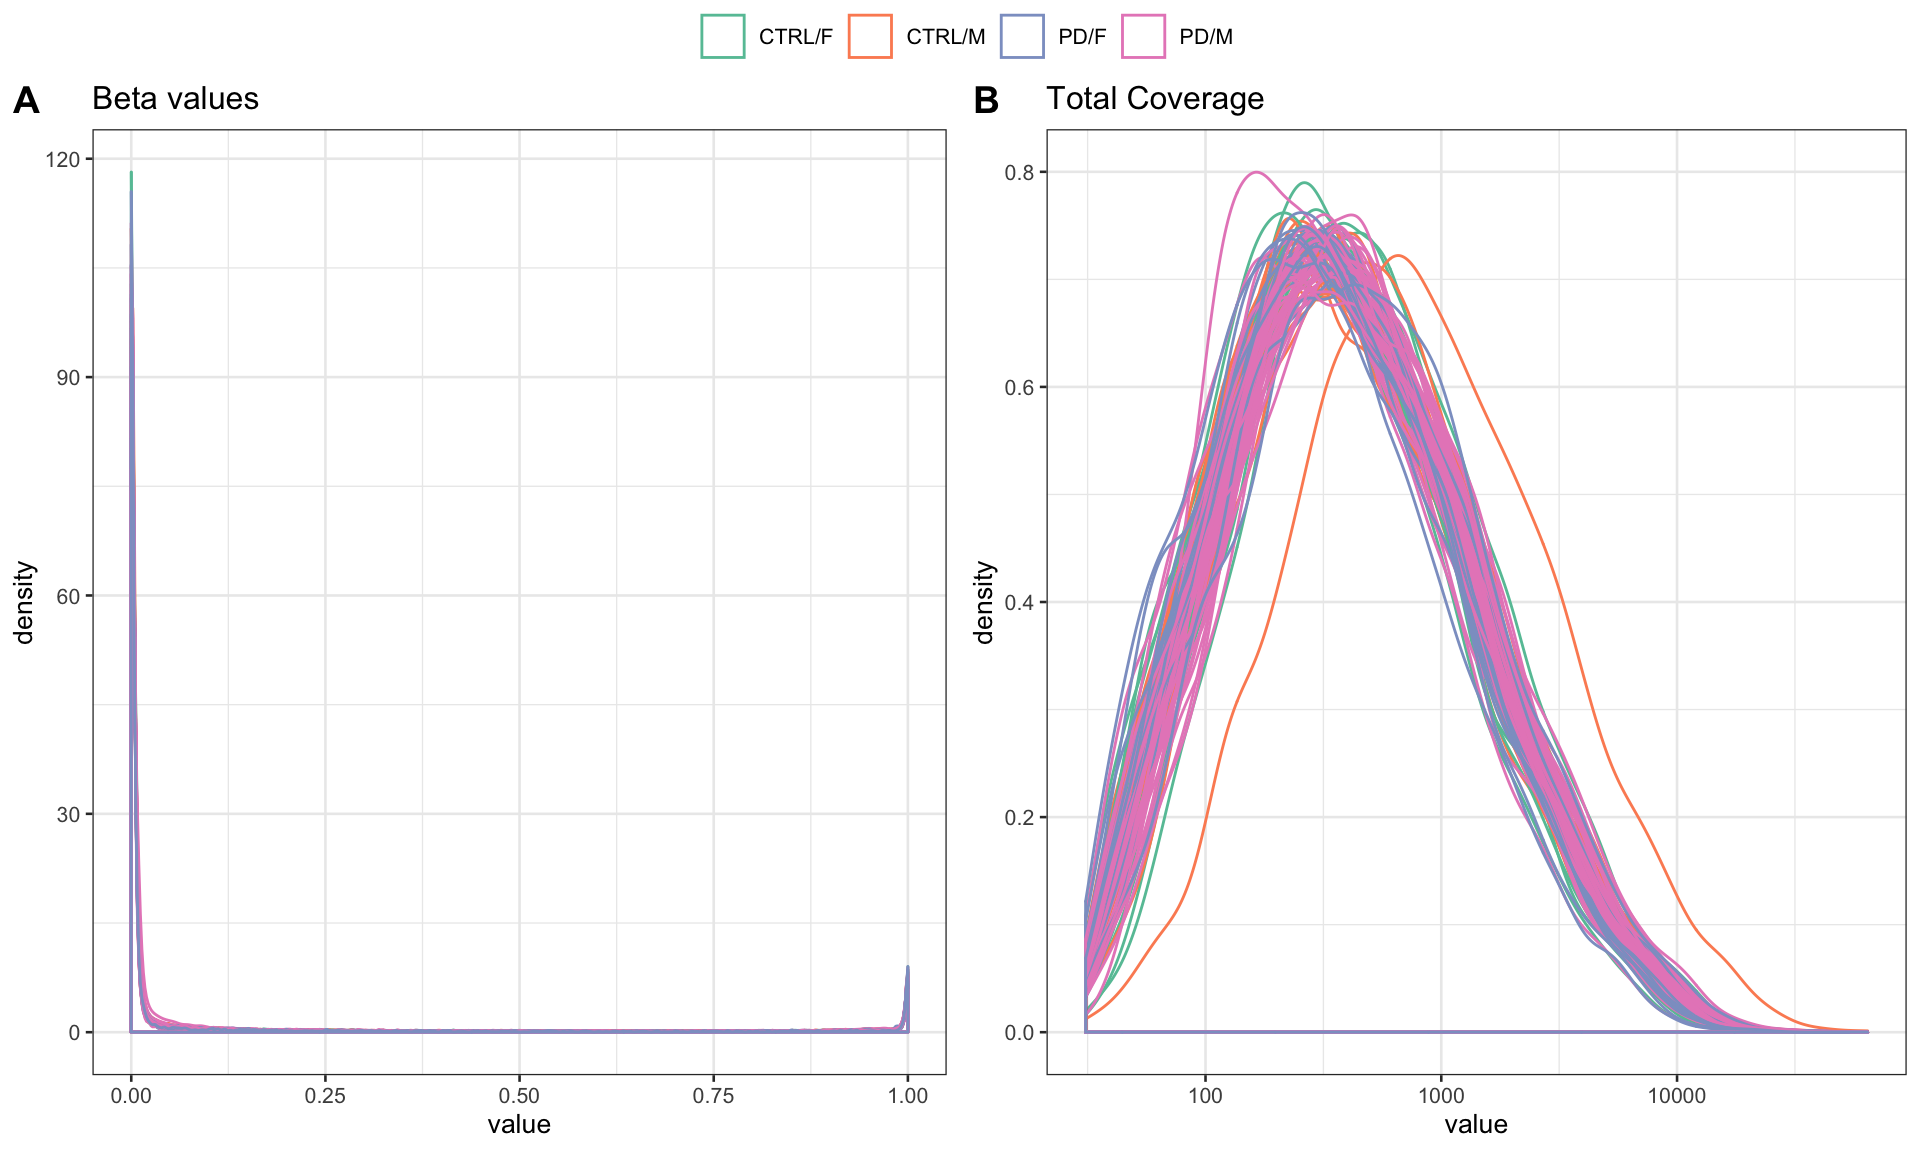 CTRL/F CTRL/M PD/F PD/M
A Beta values
120
90
60
30
0
density
0.00 0.25 0.50 0.75 1.00
value
B Total Coverage
0.8
0.6
0.4
0.2
0.0
density
100 1000 10000
value